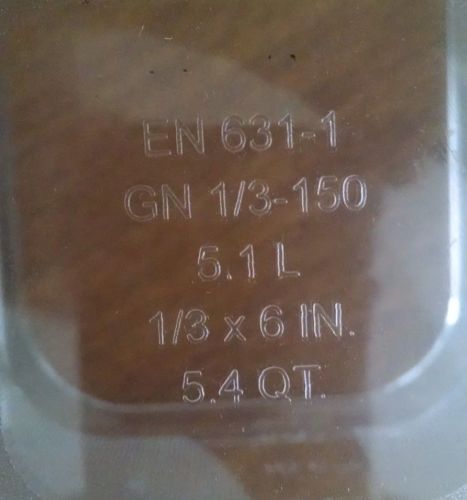 EN 631-1
GN 1/3-150
5.1 L
1/3 x 6 IN.
5.4 QT.